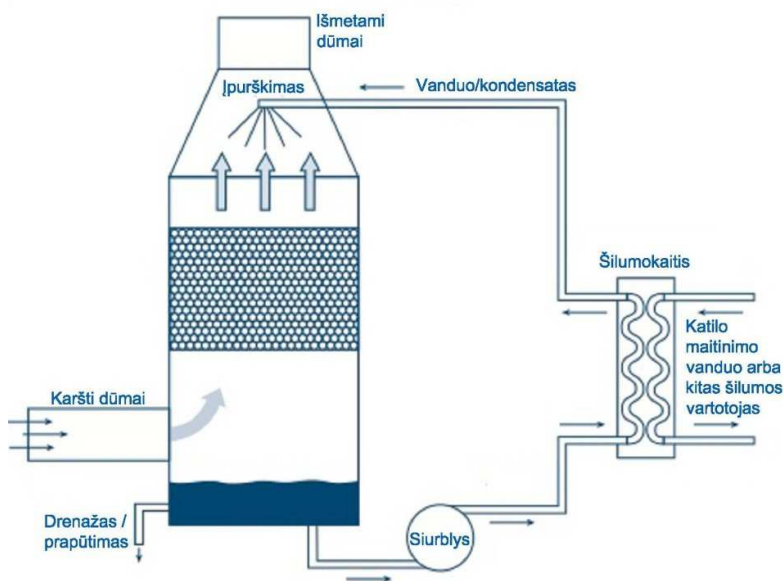 Išmetami
dūmai
Įpurškimas
Vanduo/kondensatas
Šilumokaitis
Katilo
maitinimo
vanduo arba
kitas šilumos
vartotojas
Karšti dūmai
Drenažas /
prapūtimas
Siurblys